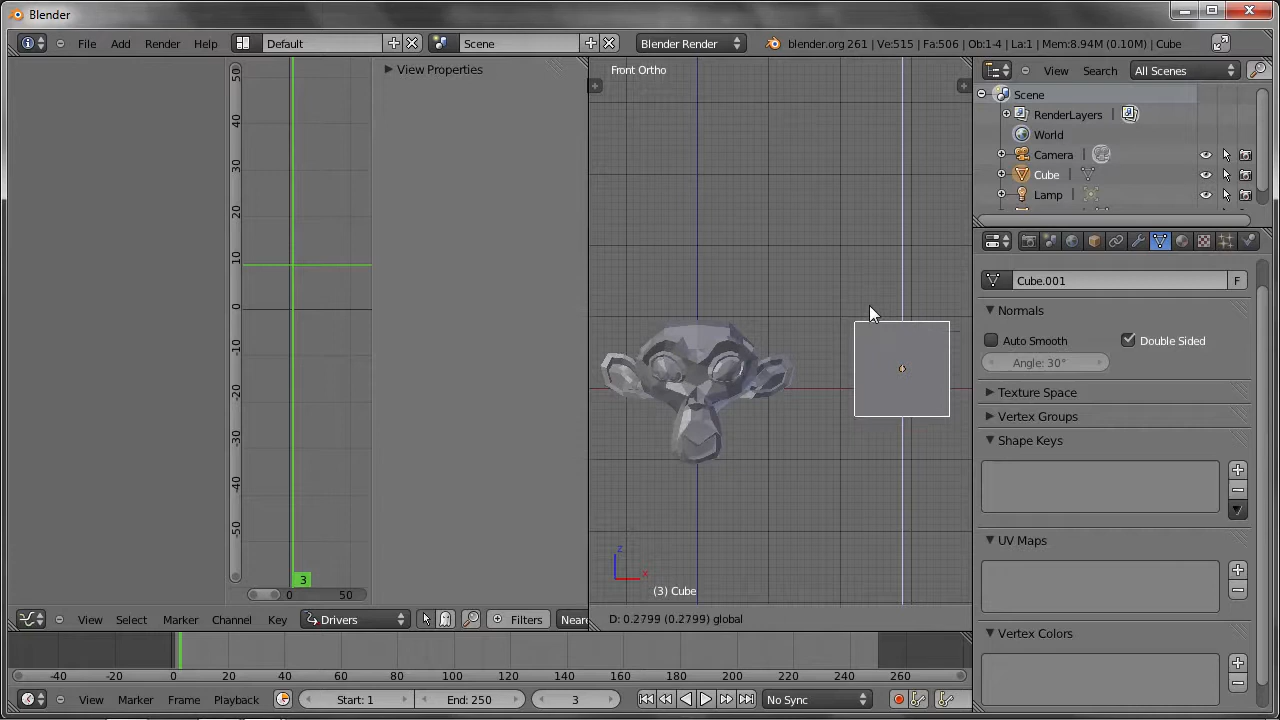 Blender
File Add Render Help Default Scene Blender Render blender.org 261 | Ve:515 | Fa:506 | Ob:1-4 | La:1 | Mem:8.94M (0.10M) | Cube
View Properties
50
40
30
20
10
0
-10
-20
-30
-40
-50
3
0 50
View Select Marker Channel Key Drivers Filters Neare
Front Ortho
z
x
(3) Cube
D: 0.2799 (0.2799) global
View Search All Scenes
Scene
RenderLayers
World
Camera
Cube
Lamp
Cube.001 F
Normals
Auto Smooth Double Sided
Angle: 30°
Texture Space
Vertex Groups
Shape Keys
UV Maps
Vertex Colors
-40 -20 0 20 40 60 80 100 120 140 160 180 200 220 240 260
View Marker Frame Playback Start: 1 End: 250 3 No Sync